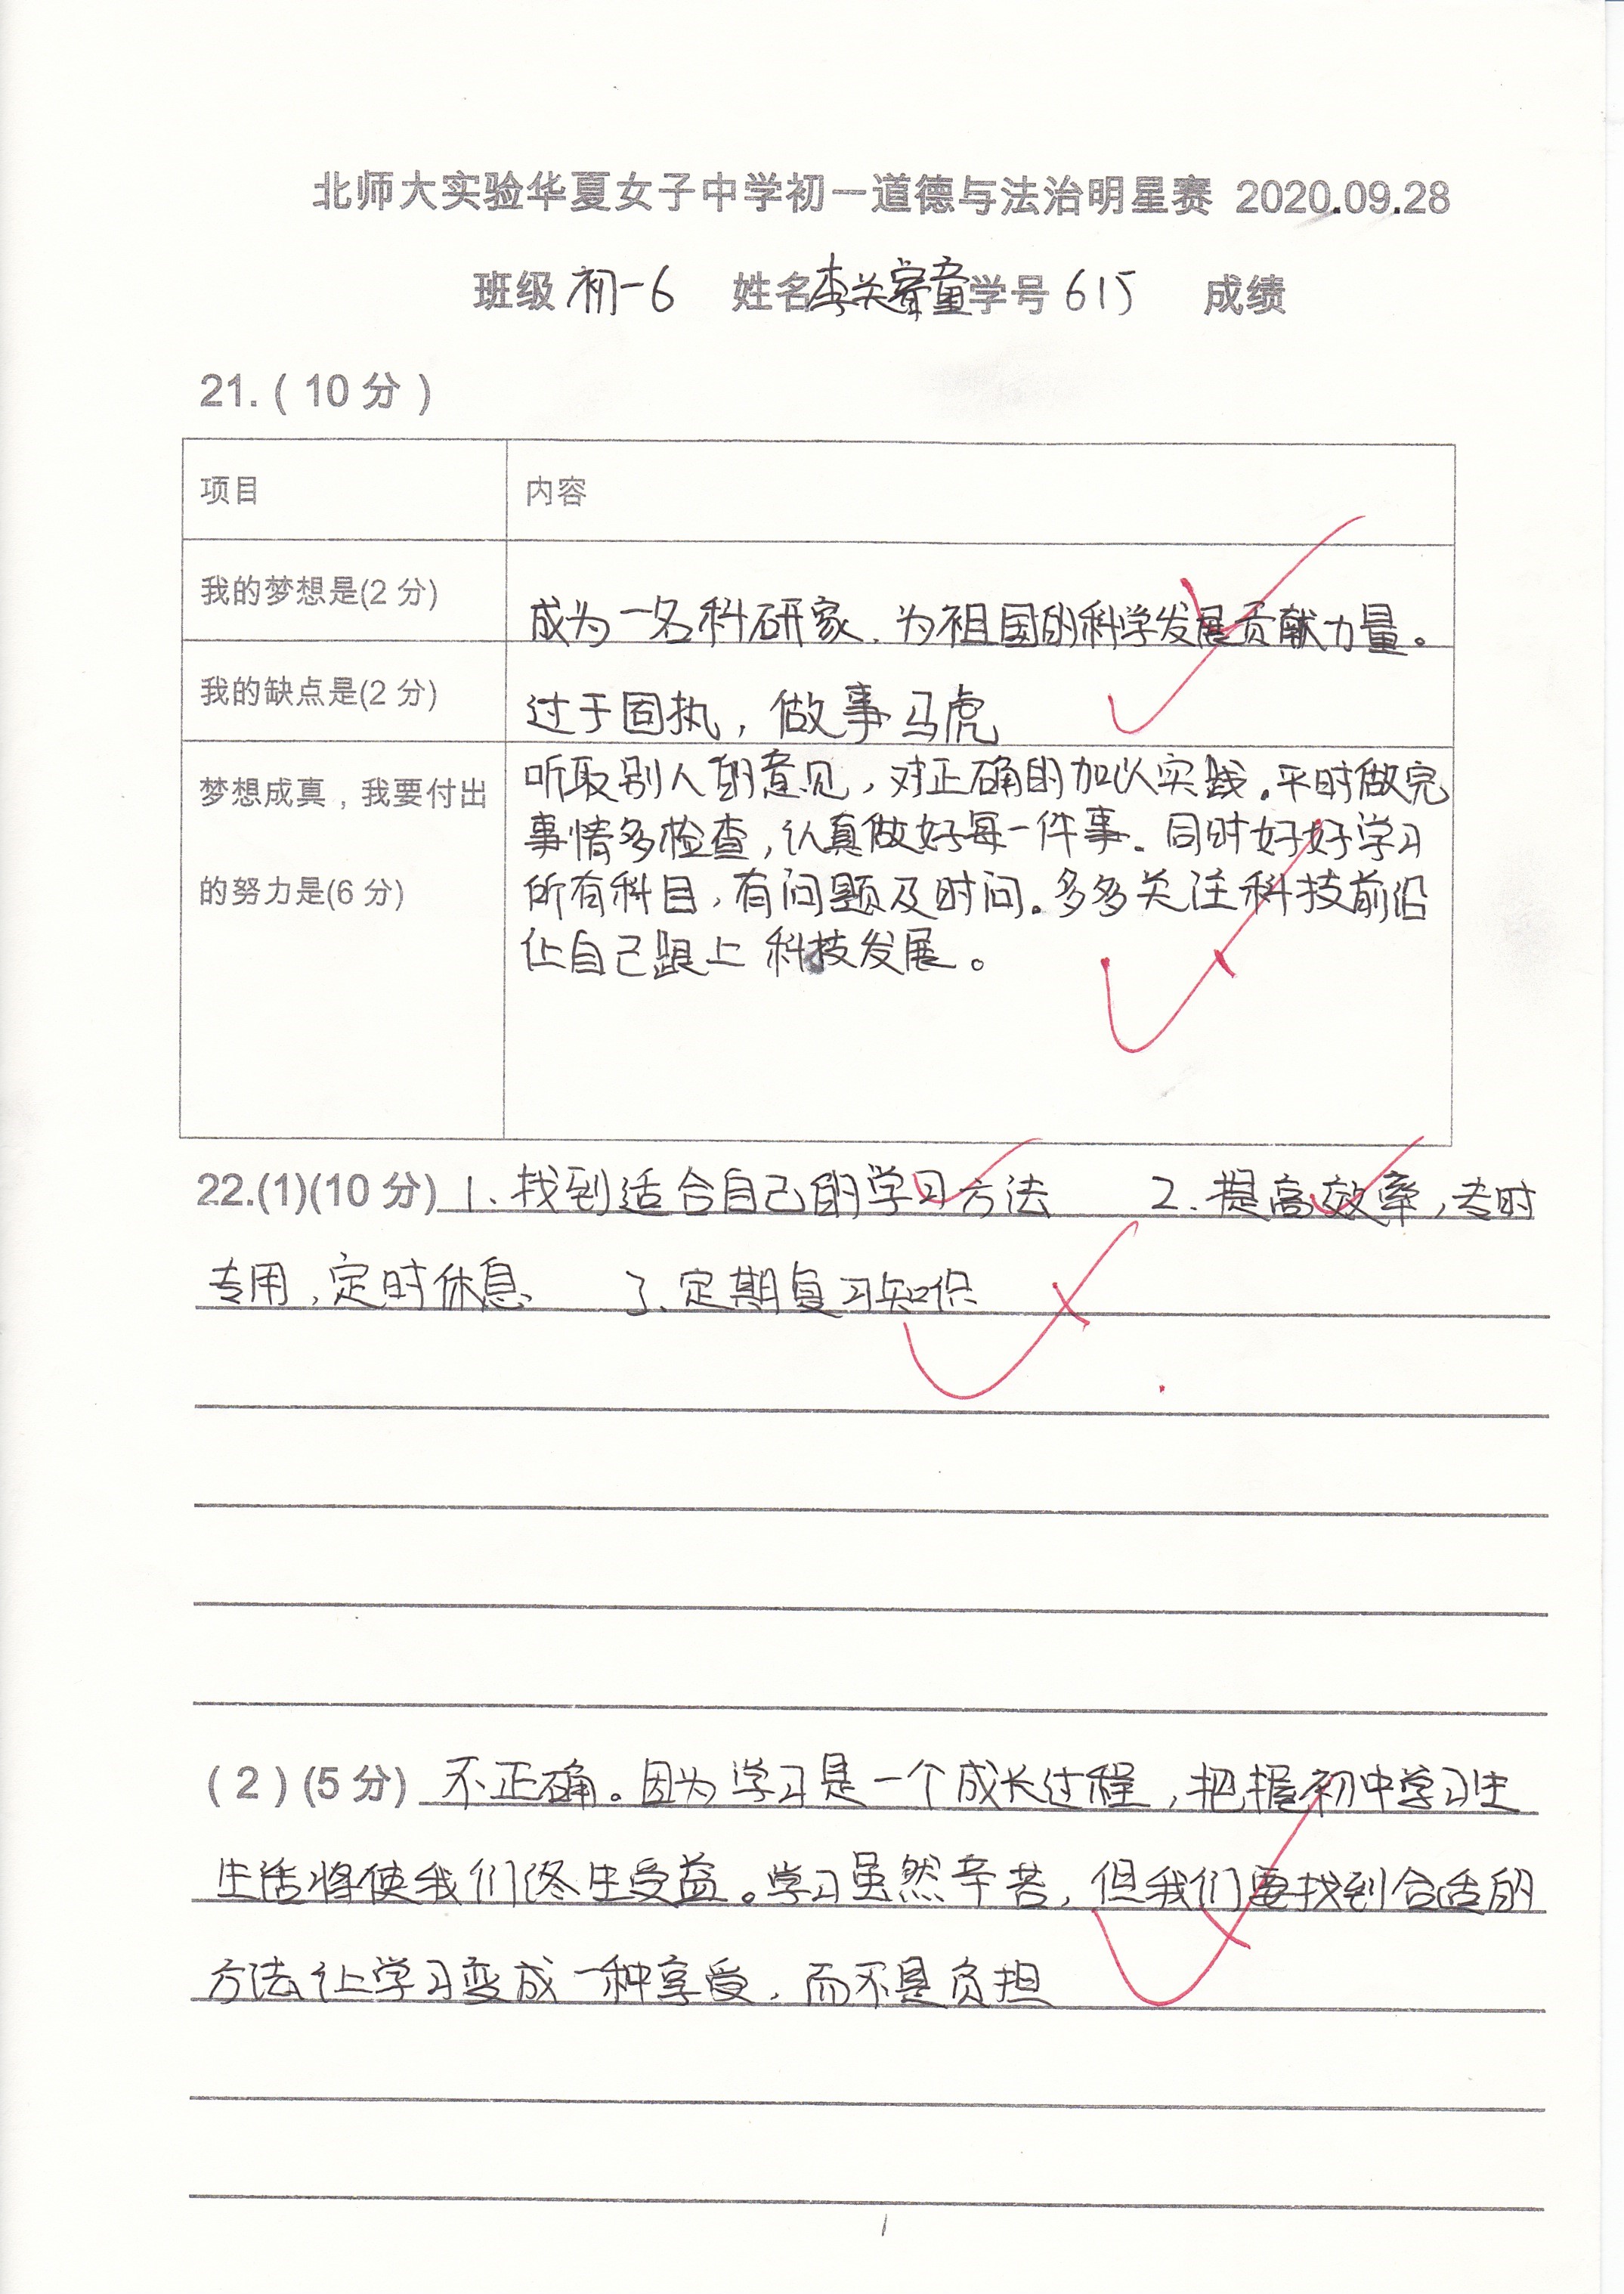 北师大实验华夏女子中学初一道德与法治明星赛 2020.09.28
班级 初一6 姓名 李关睿童 学号 615 成绩
21.(10分)
项目 内容
我的梦想是(2分) 成为一名科研家、为祖国的科学发展贡献力量。
我的缺点是(2分) 过于固执，做事马虎
梦想成真，我要付出 听取别人的意见，对正确的加以实践。平时做完
事情多检查，认真做好每一件事。同时好好学习
的努力是(6分) 所有科目，有问题及时问。多多关注科技前沿
让自己跟上科技发展。
22.(1)(10分) 1、找到适合自己的学习方法 2、提高效率，专时
专用，定时休息、 3、定期复习知识
(2)(5分) 不正确。因为学习是一个成长过程，把握初中学习生
生活将使我们终生受益。学习虽然辛苦，但我们要找到合适的
方法让学习变成一种享受，而不是负担
1